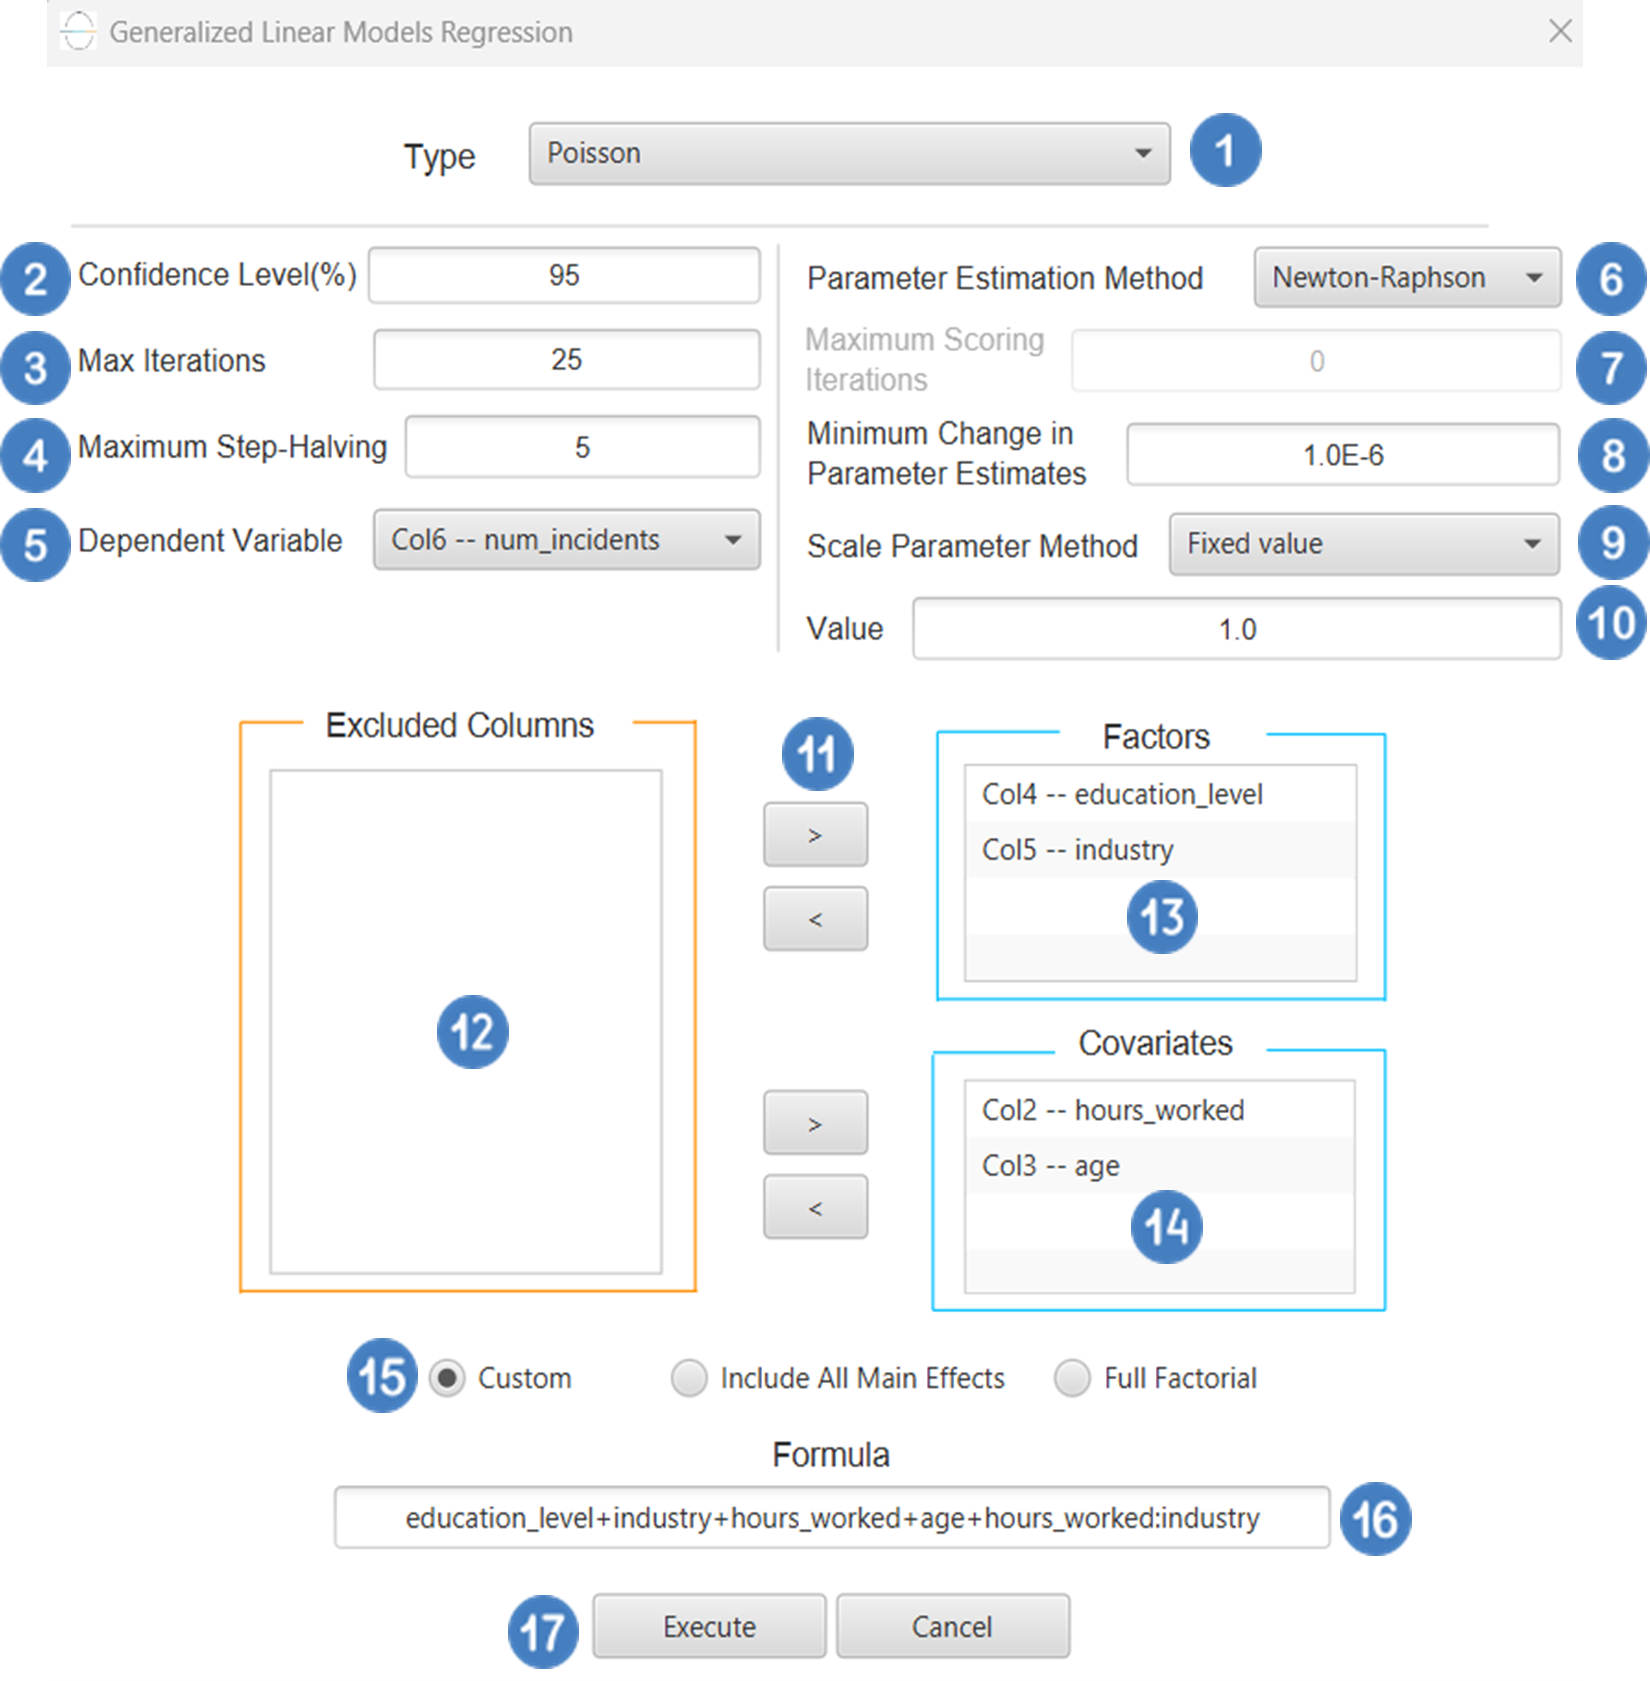 Generalized Linear Models Regression
Type
Poisson
1
2
Confidence Level(%)
95
3
Max Iterations
25
4
Maximum Step-Halving
5
5
Dependent Variable
Col6 -- num_incidents
Parameter Estimation Method
Newton-Raphson
6
Maximum Scoring
Iterations
0
7
Minimum Change in
Parameter Estimates
1.0E-6
8
Scale Parameter Method
Fixed value
9
Value
1.0
10
Excluded Columns
12
11
>
<
>
<
Factors
Col4 -- education_level
Col5 -- industry
13
Covariates
Col2 -- hours_worked
Col3 -- age
14
15
Custom
Include All Main Effects
Full Factorial
Formula
education_level+industry+hours_worked+age+hours_worked:industry
16
17
Execute
Cancel